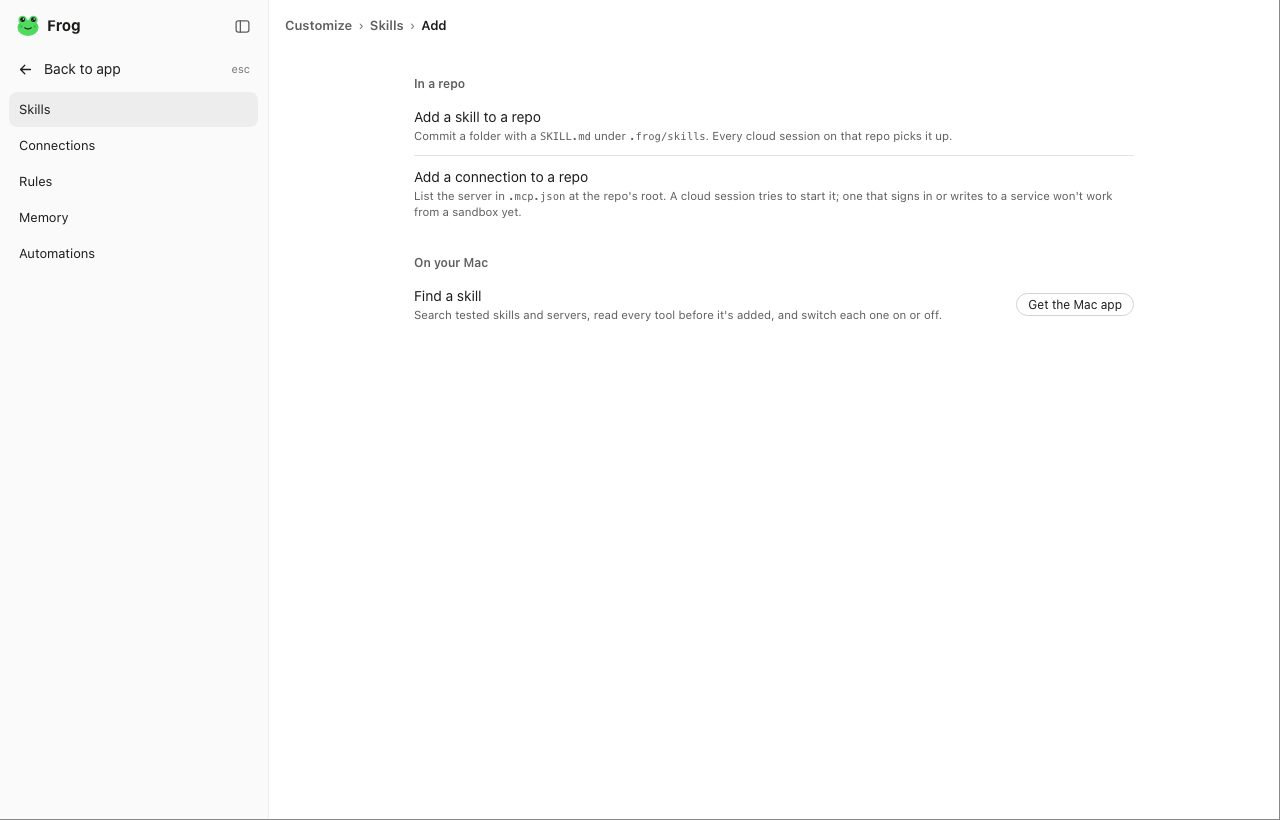 Frog
Back to app
esc
Skills
Connections
Rules
Memory
Automations
Customize › Skills › Add
In a repo
Add a skill to a repo
Commit a folder with a SKILL.md under .frog/skills. Every cloud session on that repo picks it up.
Add a connection to a repo
List the server in .mcp.json at the repo's root. A cloud session tries to start it; one that signs in or writes to a service won't work
from a sandbox yet.
On your Mac
Find a skill
Search tested skills and servers, read every tool before it's added, and switch each one on or off.
Get the Mac app